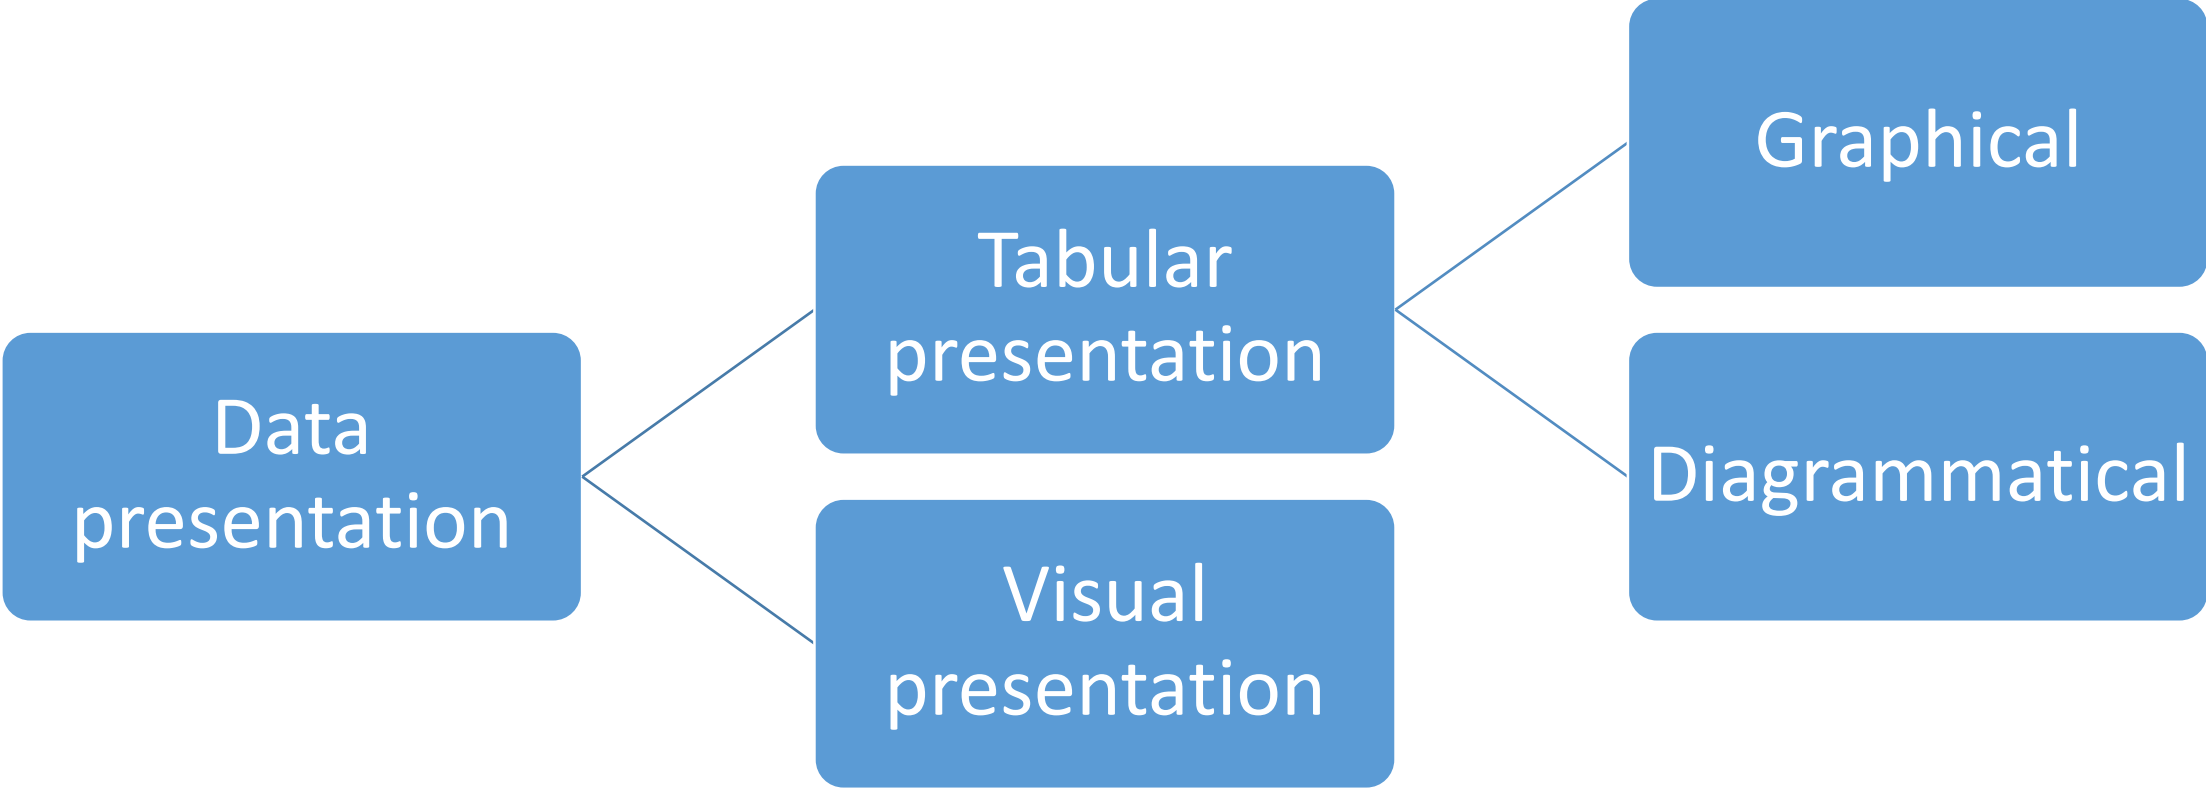 Data
presentation
Tabular
presentation
Visual
presentation
Graphical
Diagrammatical